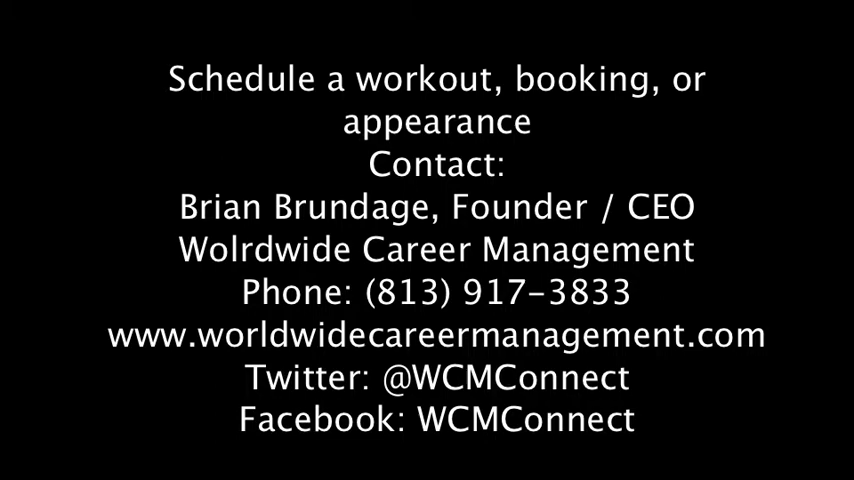 Schedule a workout, booking, or
appearance
Contact:
Brian Brundage, Founder / CEO
Wolrdwide Career Management
Phone: (813) 917-3833
www.worldwidecareermanagement.com
Twitter: @WCMConnect
Facebook: WCMConnect